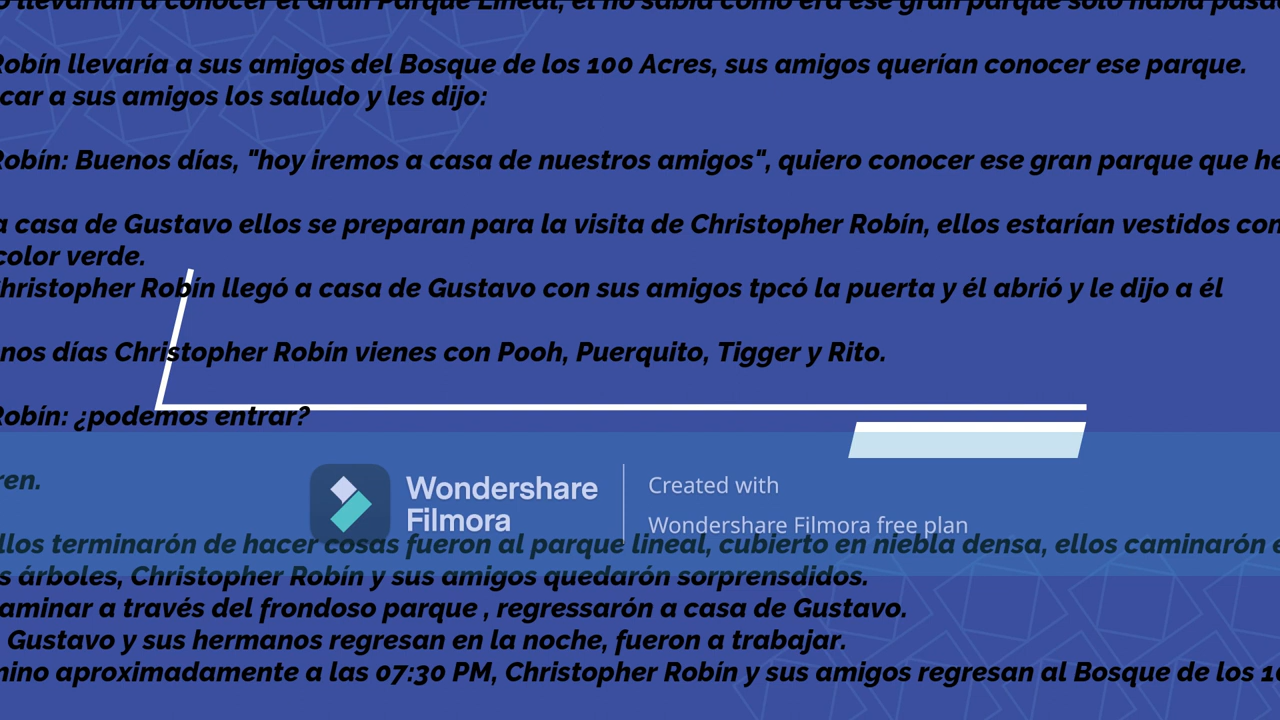 llevarían a conocer el Gran Parque Lineal, él no sabía cómo era ese gran parque solo había
Robín llevaría a sus amigos del Bosque de los 100 Acres, sus amigos querían conocer ese parque.
car a sus amigos los saludo y les dijo:
Robín: Buenos días, "hoy iremos a casa de nuestros amigos", quiero conocer ese gran parque que he
a casa de Gustavo ellos se preparan para la visita de Christopher Robín, ellos estarían vestidos con
color verde.
Christopher Robín llegó a casa de Gustavo con sus amigos tpcó la puerta y él abrió y le dijo a él
nos días Christopher Robín vienes con Pooh, Puerquito, Tigger y Rito.
Robín: ¿podemos entrar?
ren.
Wondershare
Filmora
Created with
Wondershare Filmora free plan
llos terminarón de hacer cosas fueron al parque lineal, cubierto en niebla densa, ellos caminarón
s árboles, Christopher Robín y sus amigos quedarón sorprensdidos.
aminar a través del frondoso parque , regressarón a casa de Gustavo.
Gustavo y sus hermanos regresan en la noche, fueron a trabajar.
mino aproximadamente a las 07:30 PM, Christopher Robín y sus amigos regresan al Bosque de los